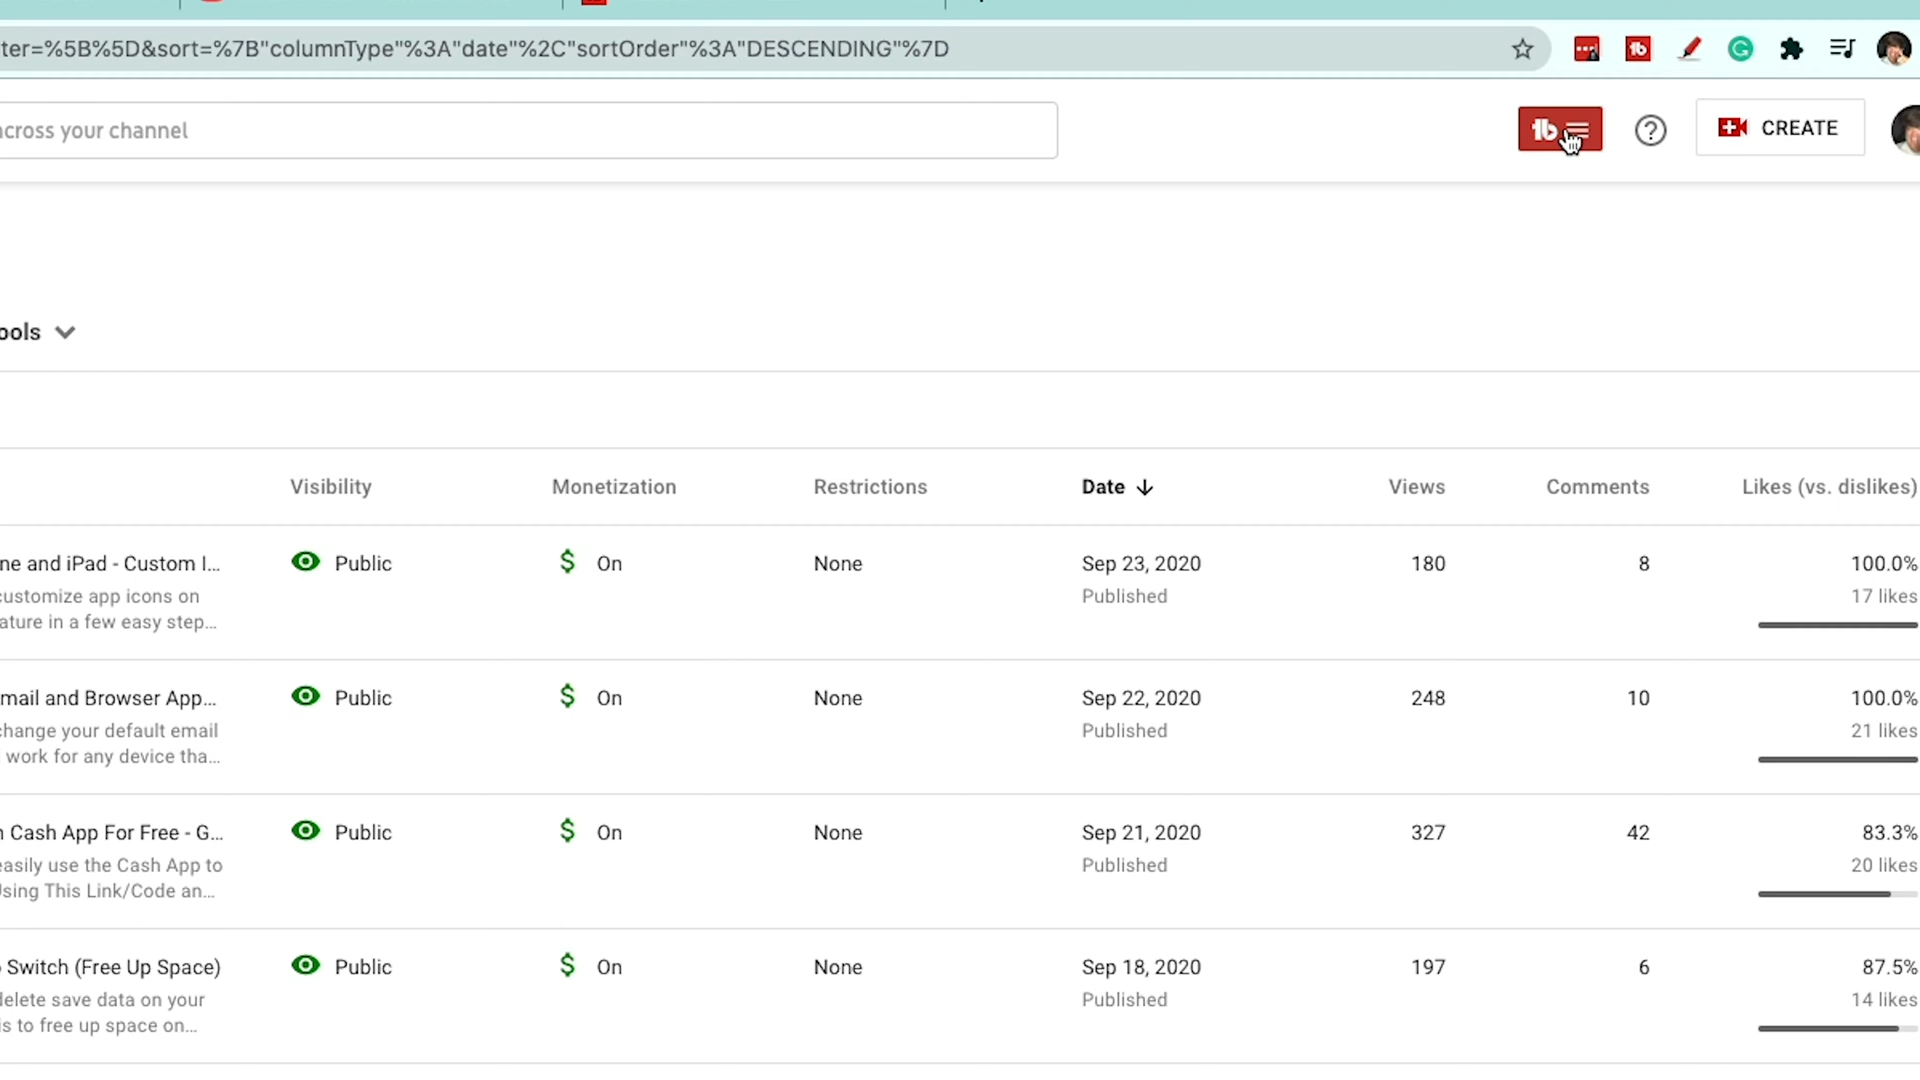 ter=%5B%5D&sort=%7B"columnType"%3A"date"%2C"sortOrder"%3A"DESCENDING"%7D
across your channel
CREATE
ools
Visibility Monetization Restrictions Date Views Comments Likes (vs. dislikes)
ne and iPad - Custom I... Public $ On None Sep 23, 2020 180 8 100.0%
customize app icons on Published 17 likes
ature in a few easy step...
mail and Browser App... Public $ On None Sep 22, 2020 248 10 100.0%
change your default email Published 21 likes
work for any device tha...
n Cash App For Free - G... Public $ On None Sep 21, 2020 327 42 83.3%
easily use the Cash App to Published 20 likes
Using This Link/Code an...
Switch (Free Up Space) Public $ On None Sep 18, 2020 197 6 87.5%
delete save data on your Published 14 likes
is to free up space on...